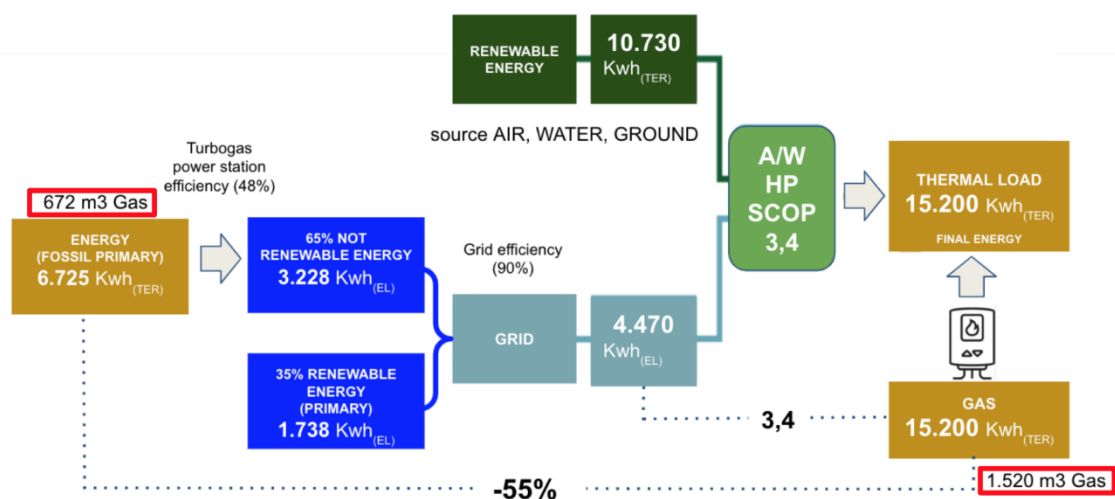 RENEWABLE
ENERGY
10.730
Kwh(TER)
source AIR, WATER, GROUND
Turbogas
power station
efficiency (48%)
672 m3 Gas
ENERGY
(FOSSIL PRIMARY)
6.725 Kwh(TER)
65% NOT
RENEWABLE ENERGY
3.228 Kwh(EL)
35% RENEWABLE
ENERGY
(PRIMARY)
1.738 Kwh(EL)
Grid efficiency
(90%)
GRID
4.470
Kwh(EL)
A/W
HP
SCOP
3,4
THERMAL LOAD
15.200 Kwh(TER)
FINAL ENERGY
GAS
15.200 Kwh(TER)
3,4
-55%
1.520 m3 Gas